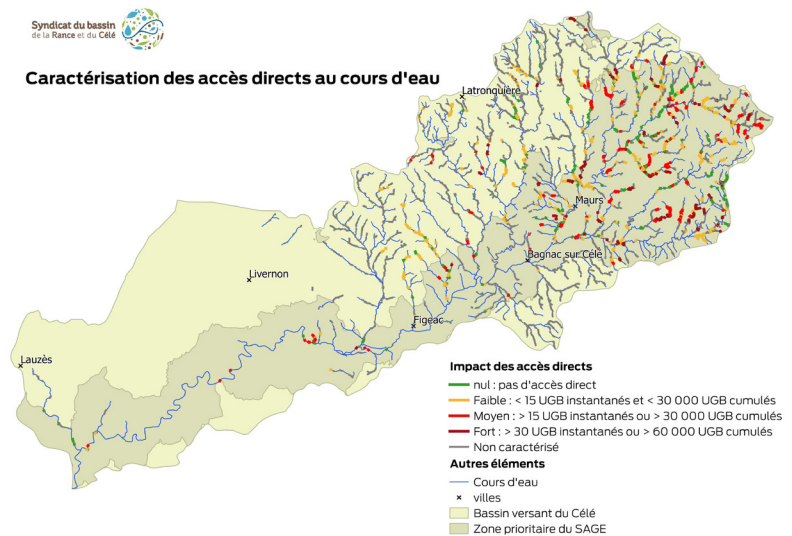 Syndicat du bassin
de la Rance et du Célé
Caractérisation des accès directs au cours d'eau
Latronquière
Maurs
Bagnac sur Célé
Livernon
Figeac
Lauzès
Impact des accès directs
nul : pas d'accès direct
Faible : < 15 UGB instantanés et < 30 000 UGB cumulés
Moyen : > 15 UGB instantanés ou > 30 000 UGB cumulés
Fort : > 30 UGB instantanés ou > 60 000 UGB cumulés
Non caractérisé
Autres éléments
Cours d'eau
villes
Bassin versant du Célé
Zone prioritaire du SAGE